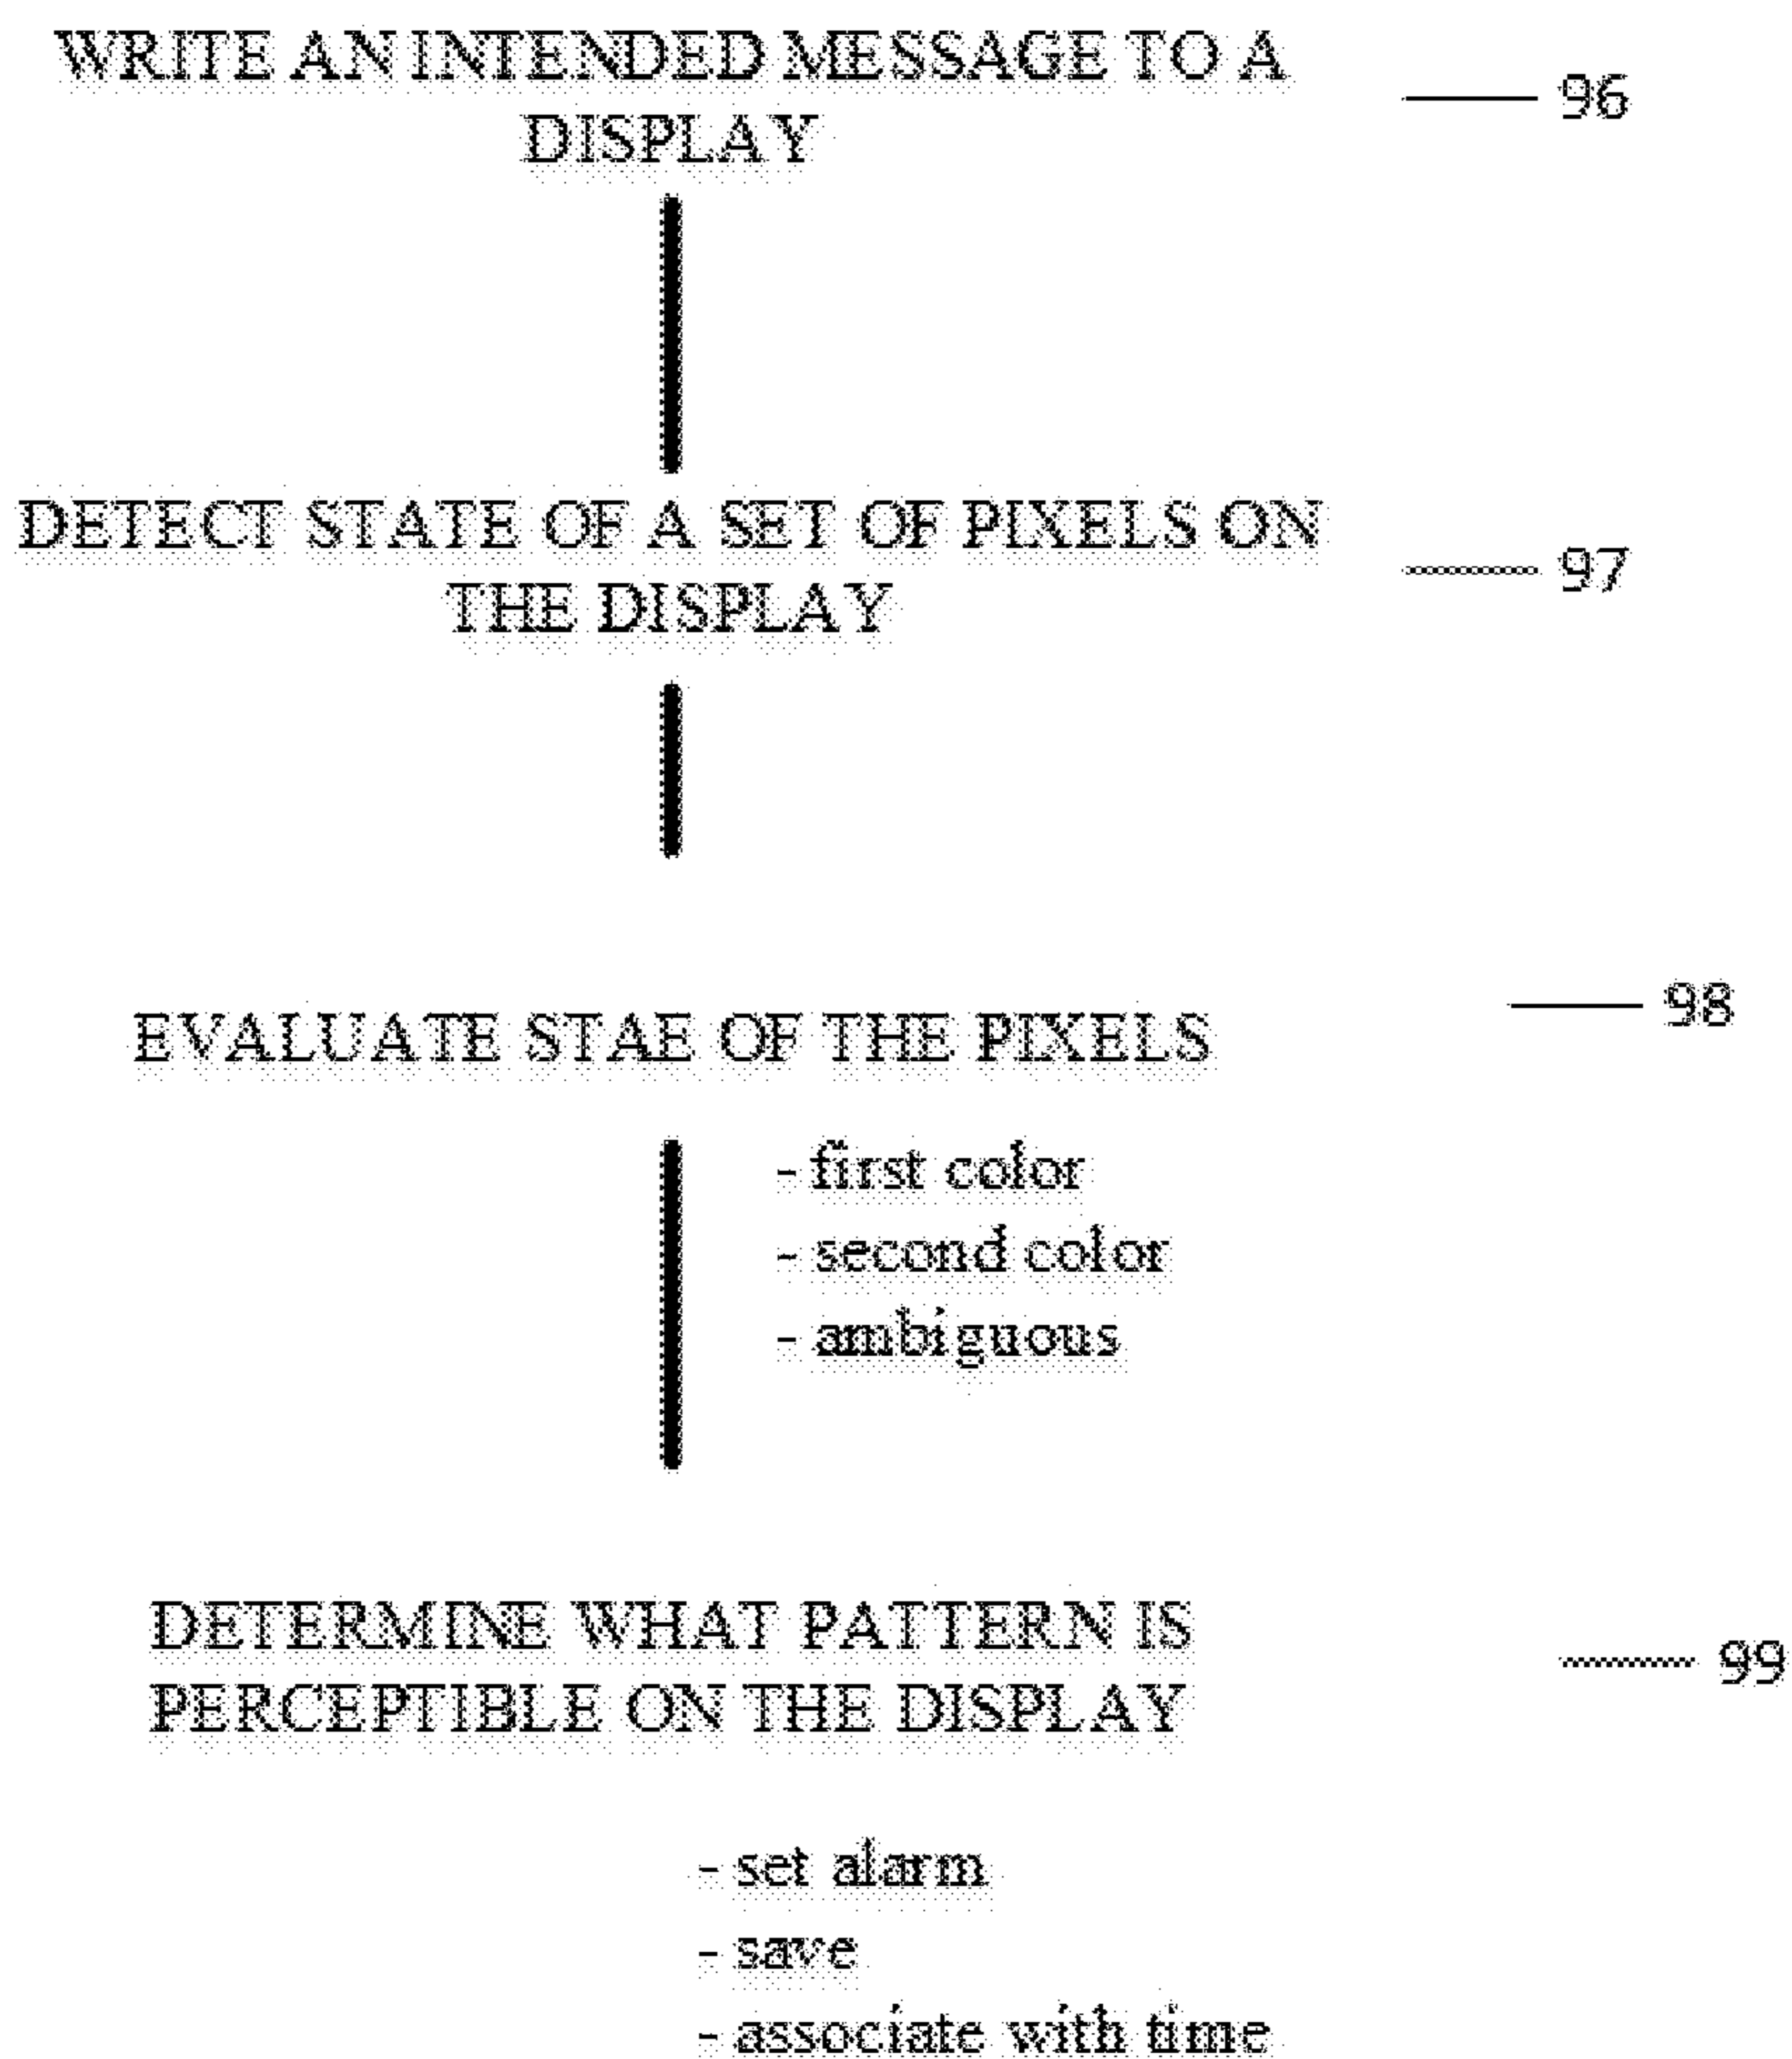 WRITE AN INTENDED MESSAGE TO A
DISPLAY
96
DETECT STATE OF A SET OF PIXELS ON
THE DISPLAY
97
EVALUATE STAE OF THE PIXELS
98
- first color
- second color
- ambiguous
DETERMINE WHAT PATTERN IS
PERCEPTIBLE ON THE DISPLAY
99
- set alarm
- save
- associate with time